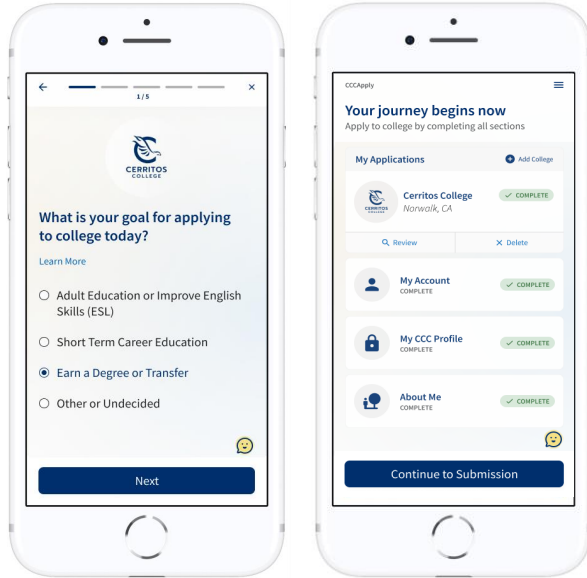 1 / 5
CERRITOS
COLLEGE
What is your goal for applying
to college today?
Learn More
Adult Education or Improve English
Skills (ESL)
Short Term Career Education
Earn a Degree or Transfer
Other or Undecided
Next
CCCApply
Your journey begins now
Apply to college by completing all sections
My Applications
Add College
CERRITOS
COLLEGE
Cerritos College
Norwalk, CA
COMPLETE
Review
Delete
My Account
COMPLETE
COMPLETE
My CCC Profile
COMPLETE
COMPLETE
About Me
COMPLETE
COMPLETE
Continue to Submission